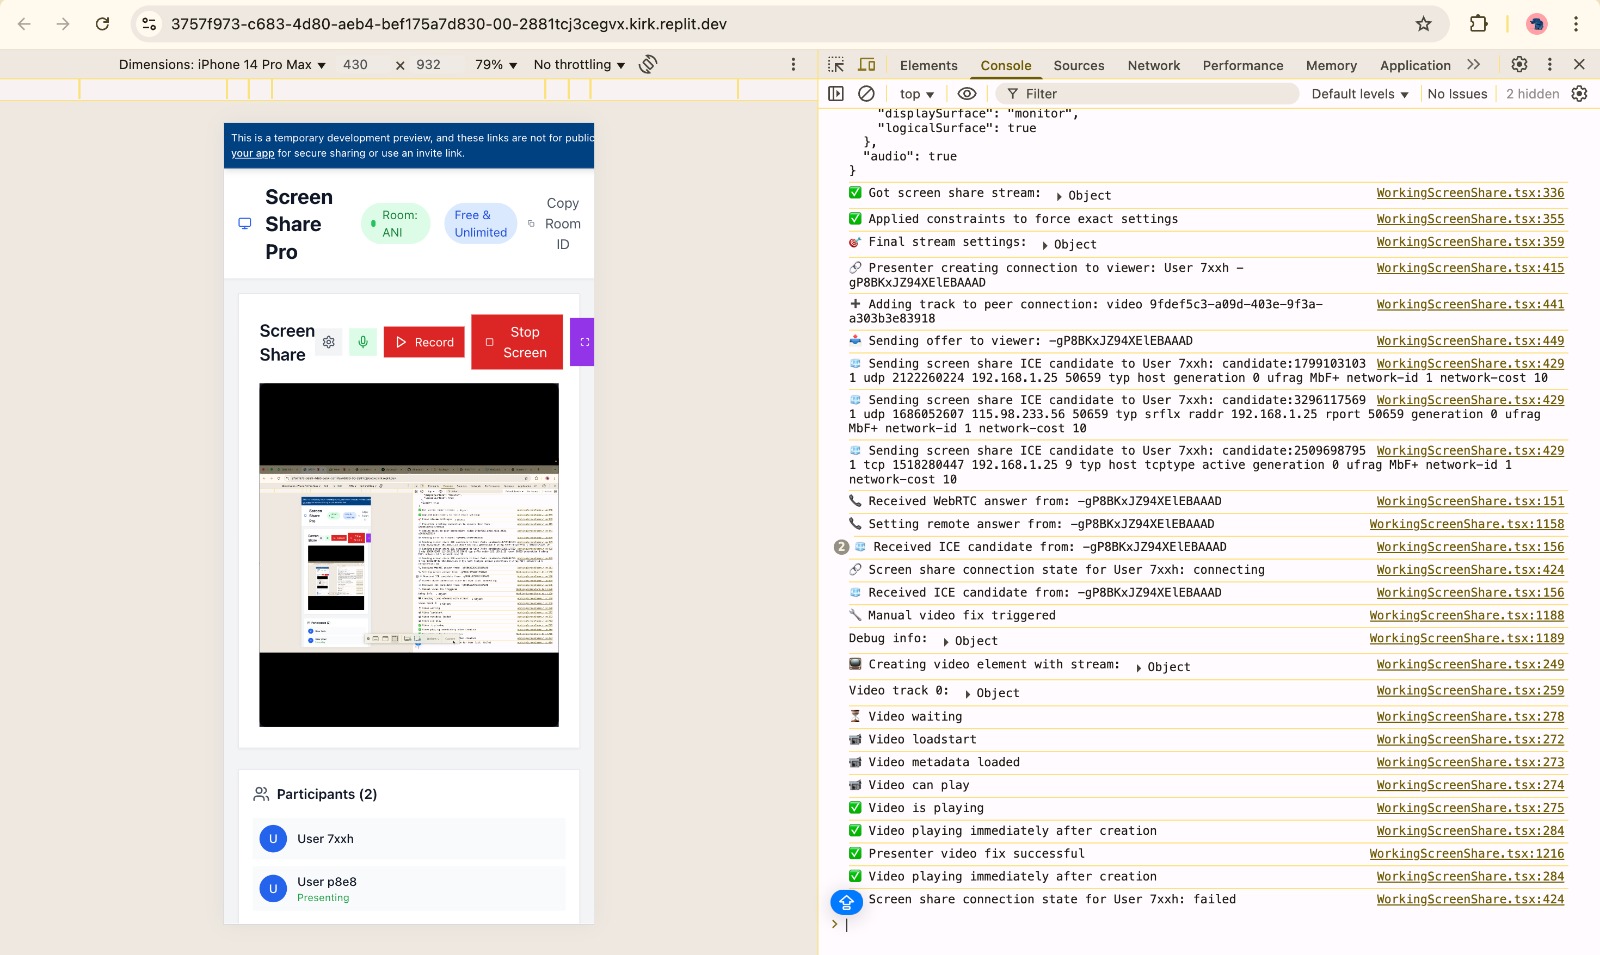 3757f973-c683-4d80-aeb4-bef175a7d830-00-2881tcj3cegvx.kirk.replit.dev
Dimensions: iPhone 14 Pro Max ▼ 430 × 932 79% ▼ No throttling ▼
Elements Console Sources Network Performance Memory Application
top ▼ Filter Default levels ▼ No Issues 2 hidden
This is a temporary development preview, and these links are not for public
your app for secure sharing or use an invite link.
Screen Share Pro
Room: ANI
Free & Unlimited
Copy Room ID
Screen Share
Record
Stop Screen
Participants (2)
U User 7xxh
U User p8e8
Presenting
"displaySurface": "monitor",
"logicalSurface": true
},
"audio": true
}
✅ Got screen share stream: ▶ Object WorkingScreenShare.tsx:336
✅ Applied constraints to force exact settings WorkingScreenShare.tsx:355
🎯 Final stream settings: ▶ Object WorkingScreenShare.tsx:359
🔗 Presenter creating connection to viewer: User 7xxh – WorkingScreenShare.tsx:415
gP8BKxJZ94XElEBAAAD
➕ Adding track to peer connection: video 9fdef5c3-a09d-403e-9f3a- WorkingScreenShare.tsx:441
a303b3e83918
📤 Sending offer to viewer: -gP8BKxJZ94XElEBAAAD WorkingScreenShare.tsx:449
🧊 Sending screen share ICE candidate to User 7xxh: candidate:1799103103 WorkingScreenShare.tsx:429
1 udp 2122260224 192.168.1.25 50659 typ host generation 0 ufrag MbF+ network-id 1 network-cost 10
🧊 Sending screen share ICE candidate to User 7xxh: candidate:3296117569 WorkingScreenShare.tsx:429
1 udp 1686052607 115.98.233.56 50659 typ srflx raddr 192.168.1.25 rport 50659 generation 0 ufrag
MbF+ network-id 1 network-cost 10
🧊 Sending screen share ICE candidate to User 7xxh: candidate:2509698795 WorkingScreenShare.tsx:429
1 tcp 1518280447 192.168.1.25 9 typ host tcptype active generation 0 ufrag MbF+ network-id 1
network-cost 10
📞 Received WebRTC answer from: -gP8BKxJZ94XElEBAAAD WorkingScreenShare.tsx:151
📞 Setting remote answer from: -gP8BKxJZ94XElEBAAAD WorkingScreenShare.tsx:1158
2 🧊 Received ICE candidate from: -gP8BKxJZ94XElEBAAAD WorkingScreenShare.tsx:156
🔗 Screen share connection state for User 7xxh: connecting WorkingScreenShare.tsx:424
🧊 Received ICE candidate from: -gP8BKxJZ94XElEBAAAD WorkingScreenShare.tsx:156
🔧 Manual video fix triggered WorkingScreenShare.tsx:1188
Debug info: ▶ Object WorkingScreenShare.tsx:1189
📺 Creating video element with stream: ▶ Object WorkingScreenShare.tsx:249
Video track 0: ▶ Object WorkingScreenShare.tsx:259
⏳ Video waiting WorkingScreenShare.tsx:278
📹 Video loadstart WorkingScreenShare.tsx:272
📹 Video metadata loaded WorkingScreenShare.tsx:273
📹 Video can play WorkingScreenShare.tsx:274
✅ Video is playing WorkingScreenShare.tsx:275
✅ Video playing immediately after creation WorkingScreenShare.tsx:284
✅ Presenter video fix successful WorkingScreenShare.tsx:1216
✅ Video playing immediately after creation WorkingScreenShare.tsx:284
Screen share connection state for User 7xxh: failed WorkingScreenShare.tsx:424